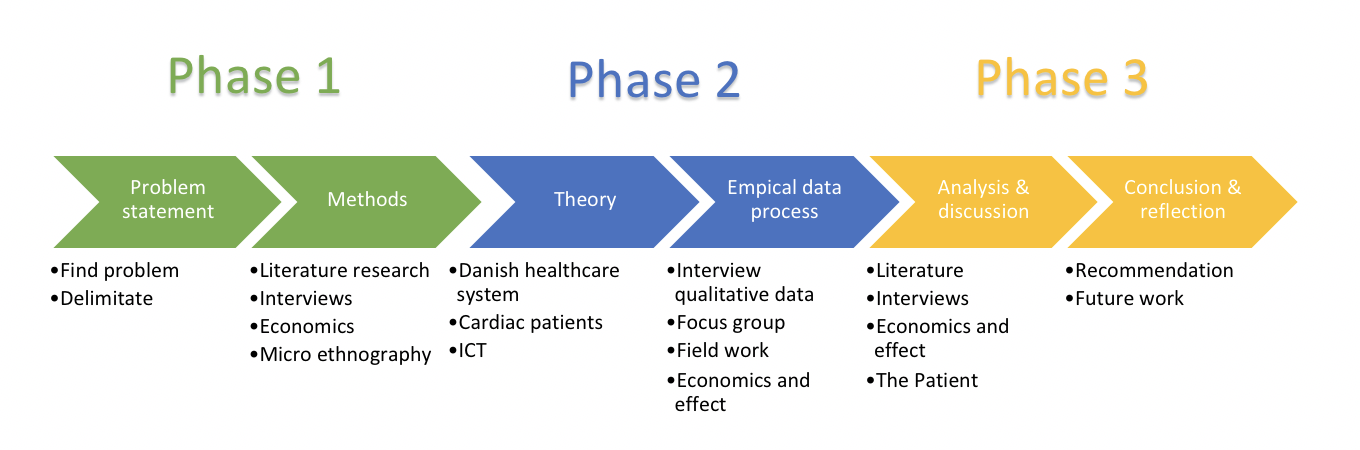 Phase 1
Phase 2
Phase 3
Problem
statement
Methods
Theory
Empical data
process
Analysis &
discussion
Conclusion &
reflection
•Find problem
•Delimitate
•Literature research
•Interviews
•Economics
•Micro ethnography
•Danish healthcare
system
•Cardiac patients
•ICT
•Interview
qualitative data
•Focus group
•Field work
•Economics and
effect
•Literature
•Interviews
•Economics and
effect
•The Patient
•Recommendation
•Future work